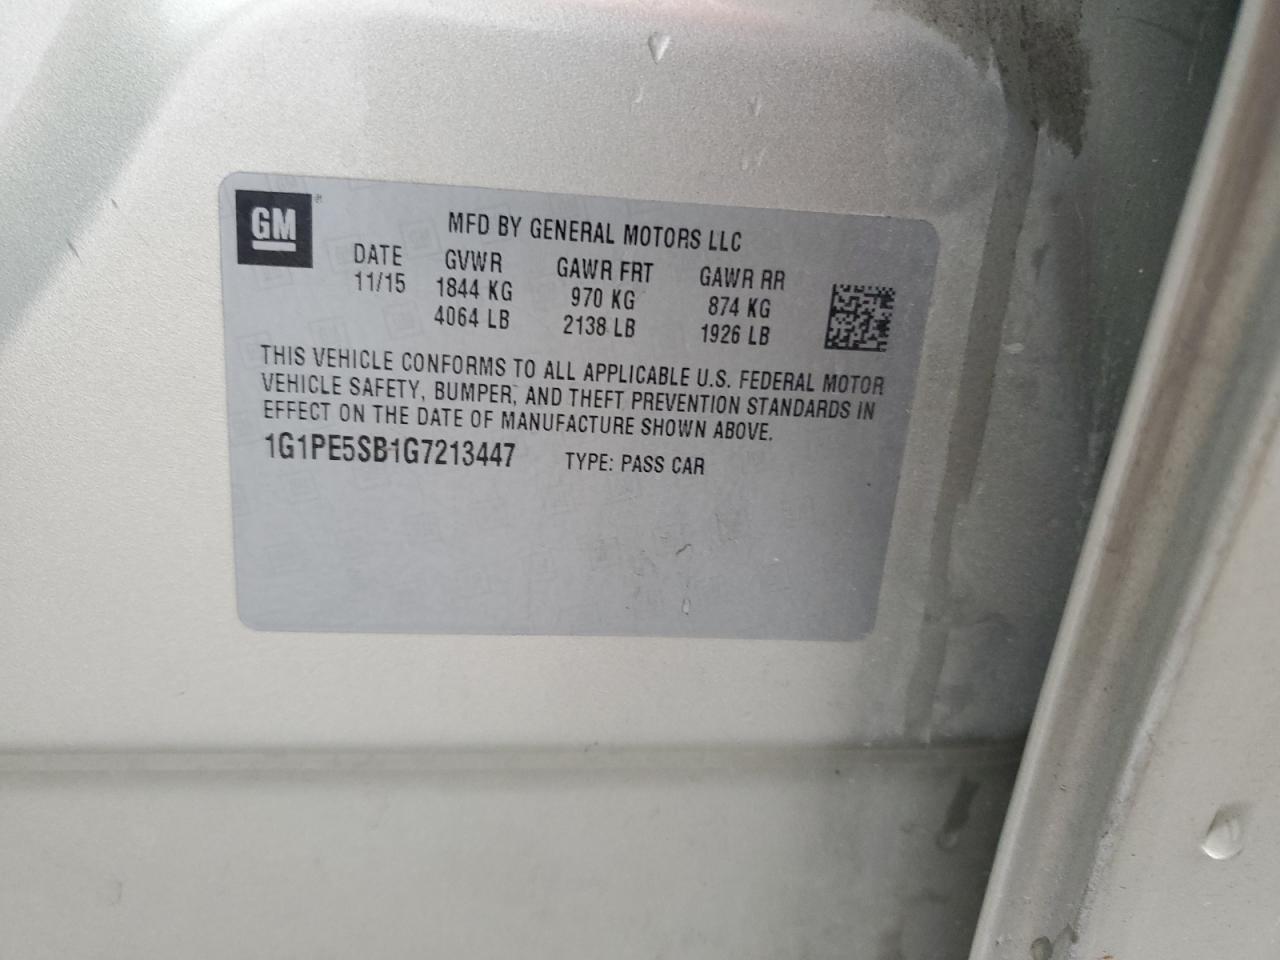 GM
MFD BY GENERAL MOTORS LLC
DATE GVWR GAWR FRT GAWR RR
11/15 1844 KG 970 KG 874 KG
4064 LB 2138 LB 1926 LB
THIS VEHICLE CONFORMS TO ALL APPLICABLE U.S. FEDERAL MOTOR
VEHICLE SAFETY, BUMPER, AND THEFT PREVENTION STANDARDS IN
EFFECT ON THE DATE OF MANUFACTURE SHOWN ABOVE.
1G1PE5SB1G7213447 TYPE: PASS CAR